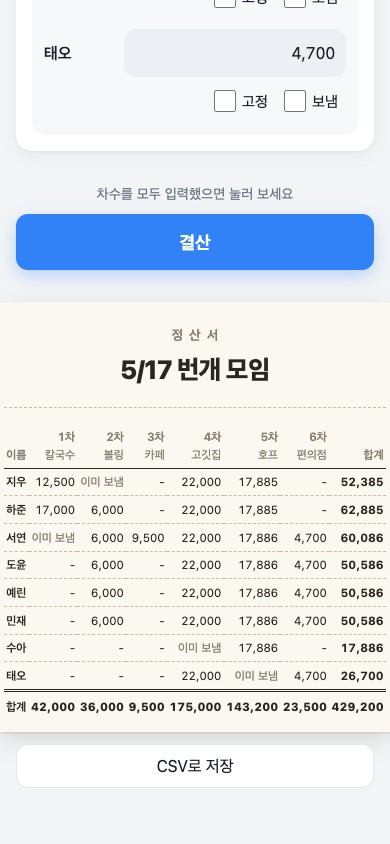 고정 보냄
태오 4,700
고정 보냄
차수를 모두 입력했으면 눌러 보세요
결산
정산서
5/17 번개 모임
1차 2차 3차 4차 5차 6차
이름 칼국수 볼링 카페 고깃집 호프 편의점 합계
지우 12,500 이미 보냄 - 22,000 17,885 - 52,385
하준 17,000 6,000 - 22,000 17,885 - 62,885
서연 이미 보냄 6,000 9,500 22,000 17,886 4,700 60,086
도윤 - 6,000 - 22,000 17,886 4,700 50,586
예린 - 6,000 - 22,000 17,886 4,700 50,586
민재 - 6,000 - 22,000 17,886 4,700 50,586
수아 - - - 이미 보냄 17,886 - 17,886
태오 - - - 22,000 이미 보냄 4,700 26,700
합계 42,000 36,000 9,500 175,000 143,200 23,500 429,200
CSV로 저장